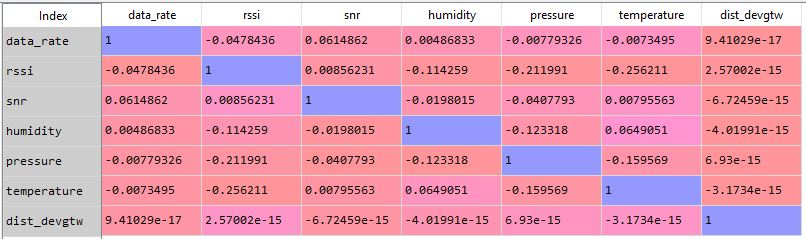 Index data_rate rssi snr humidity pressure temperature dist_devgtw
data_rate 1 -0.0478436 0.0614862 0.00486833 -0.00779326 -0.0073495 9.41029e-17
rssi -0.0478436 1 0.00856231 -0.114259 -0.211991 -0.256211 2.57002e-15
snr 0.0614862 0.00856231 1 -0.0198015 -0.0407793 0.00795563 -6.72459e-15
humidity 0.00486833 -0.114259 -0.0198015 1 -0.123318 0.0649051 -4.01991e-15
pressure -0.00779326 -0.211991 -0.0407793 -0.123318 1 -0.159569 6.93e-15
temperature -0.0073495 -0.256211 0.00795563 0.0649051 -0.159569 1 -3.1734e-15
dist_devgtw 9.41029e-17 2.57002e-15 -6.72459e-15 -4.01991e-15 6.93e-15 -3.1734e-15 1